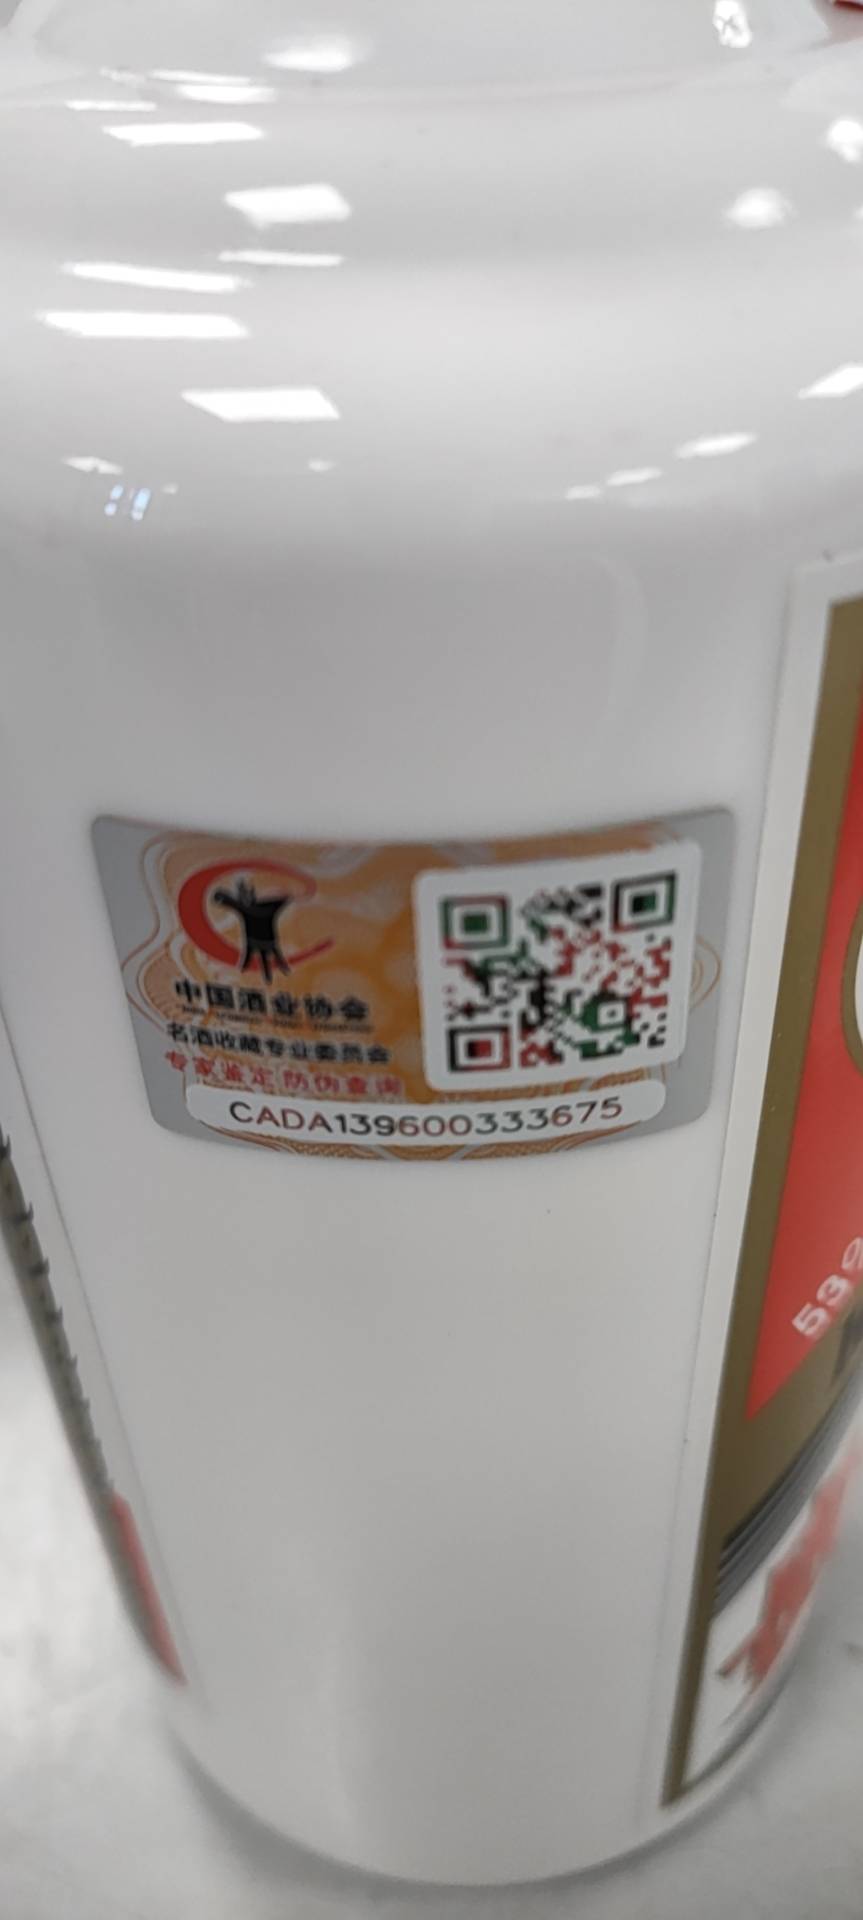 中国酒业协会
名酒收藏专业委员会
专家鉴定 防伪查询
CADA139600333675
539